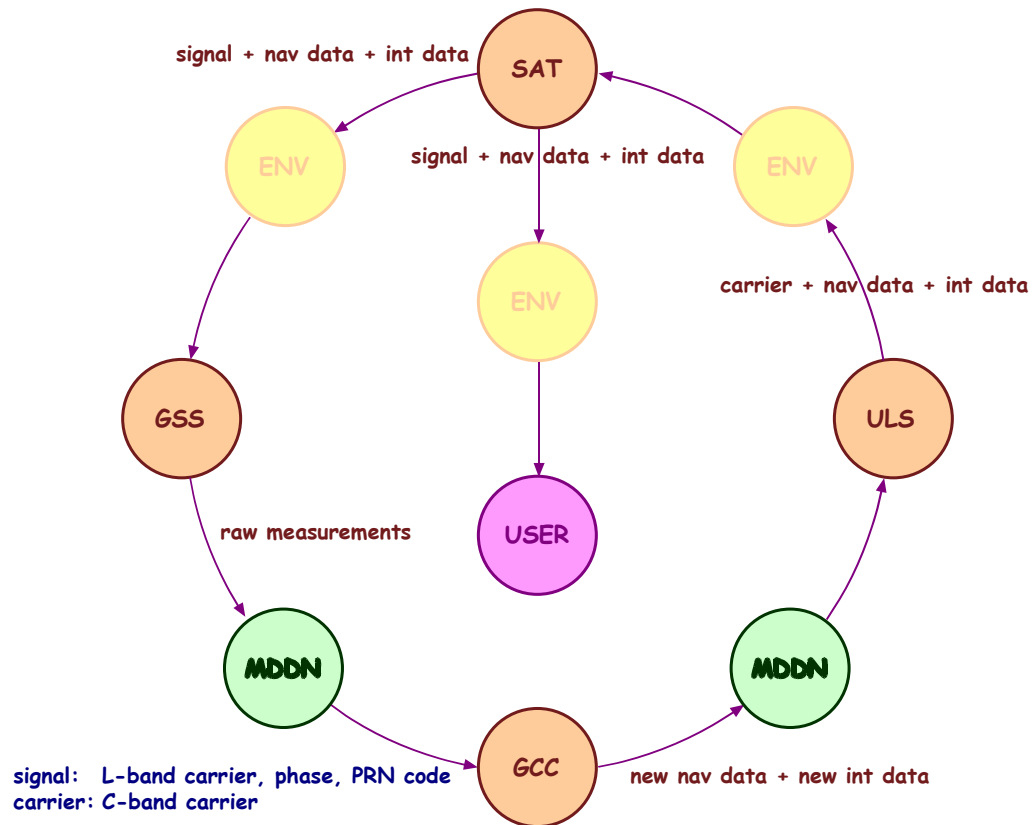 signal + nav data + int data
SAT
ENV
signal + nav data + int data
ENV
ENV
carrier + nav data + int data
GSS
ULS
raw measurements
USER
MDDN
MDDN
GCC
new nav data + new int data
signal: L-band carrier, phase, PRN code
carrier: C-band carrier